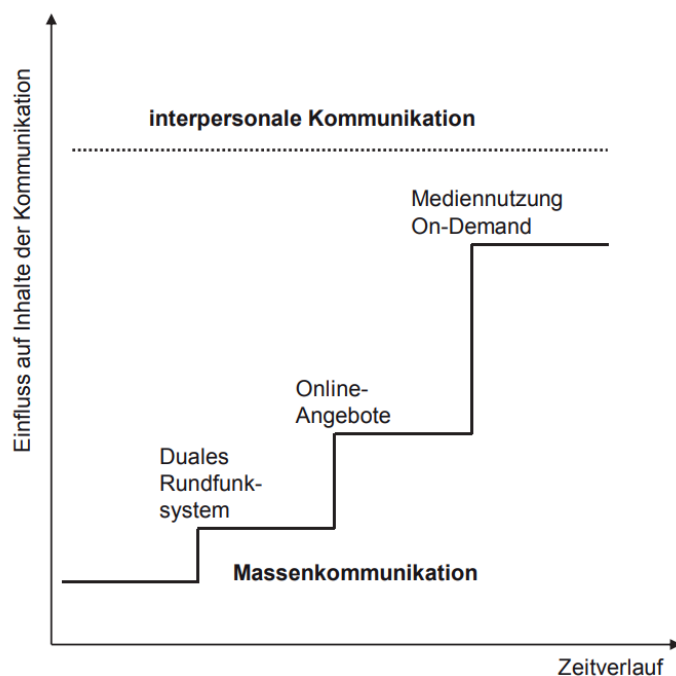 interpersonale Kommunikation
Mediennutzung
On-Demand
Online-
Angebote
Duales
Rundfunk-
system
Massenkommunikation
Einfluss auf Inhalte der Kommunikation
Zeitverlauf